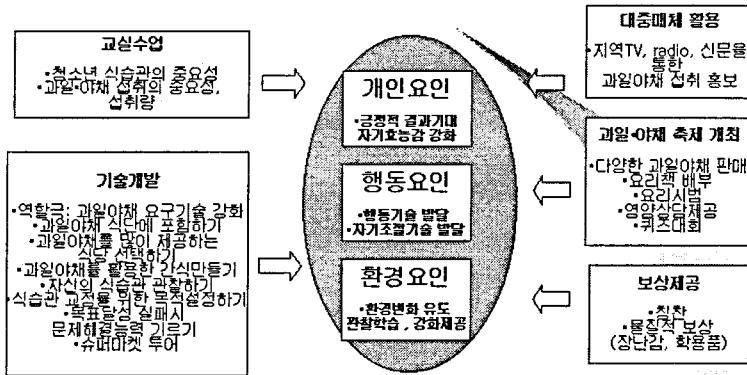 교실수업
•청소년 식습관의 중요성
•과일·야채 섭취의 중요성,
섭취량
기술개발
•역할극: 과일야채 요구기술 강화
•과일야채 식단에 포함하기
•과일야채를 많이 제공하는
식당 선택하기
•과일야채를 활용한 간식만들기
•자신의 식습관 관찰하기
•식습관 교정를 위한 목적설정하기
•목표달성 실패시
문제해결능력 기르기
•슈퍼마켓 투어
개인요인
•긍정적 결과기대
자기효능감 강화
행동요인
•행동기술 발달
•자기조절기술 발달
환경요인
•환경변화 유도
관찰학습, 강화제공
대중매체 활용
•지역TV, radio, 신문을
통한
과일야채 섭취 홍보
과일·야채 축제 개최
•다양한 과일야채 판매
•요리책 배부
•요리시범
•영양상담제공
•퀴즈대회
보상제공
•칭찬
•물질적 보상
(장난감, 학용품)